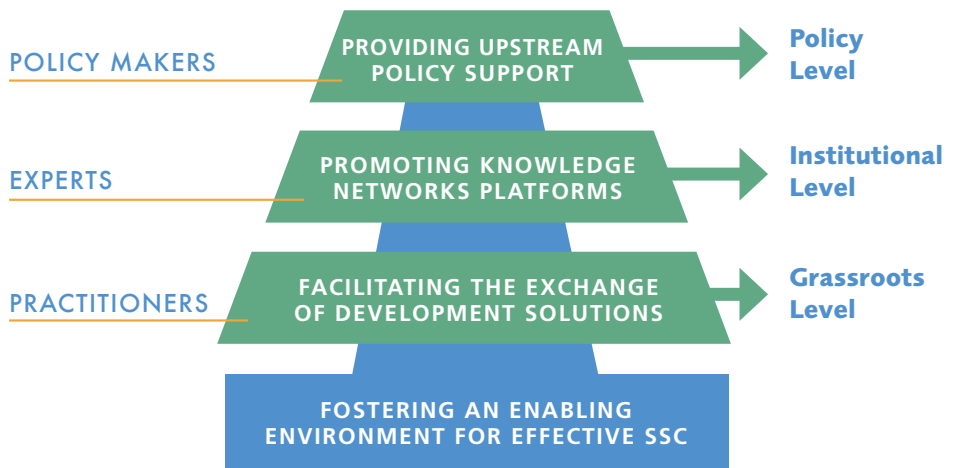 POLICY MAKERS
PROVIDING UPSTREAM
POLICY SUPPORT
Policy
Level
EXPERTS
PROMOTING KNOWLEDGE
NETWORKS PLATFORMS
Institutional
Level
PRACTITIONERS
FACILITATING THE EXCHANGE
OF DEVELOPMENT SOLUTIONS
Grassroots
Level
FOSTERING AN ENABLING
ENVIRONMENT FOR EFFECTIVE SSC